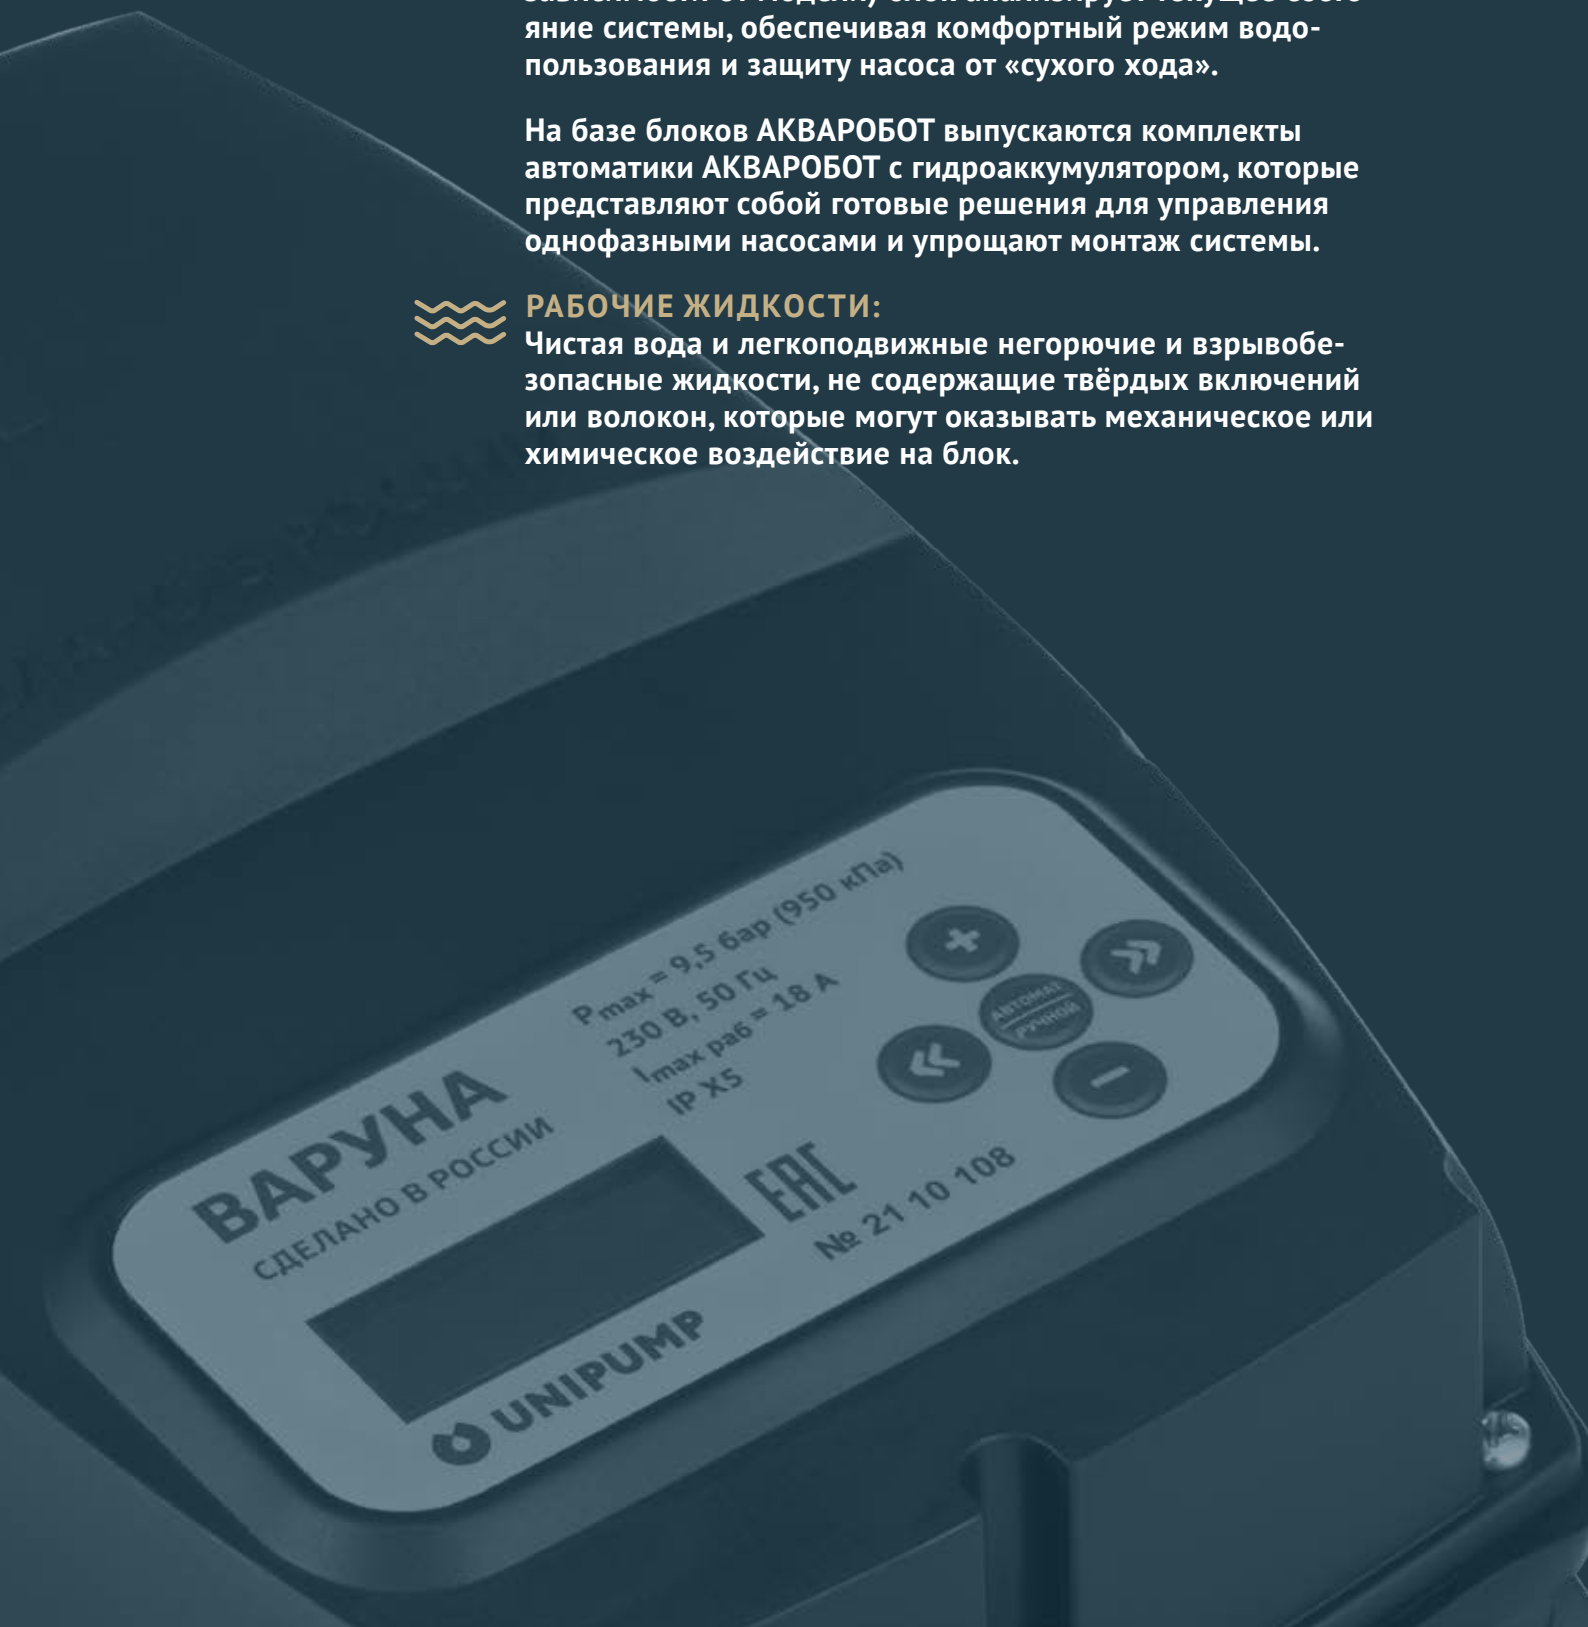 яние системы, обеспечивая комфортный режим водо-
пользования и защиту насоса от «сухого хода».
На базе блоков АКВАРОБОТ выпускаются комплекты
автоматики АКВАРОБОТ с гидроаккумулятором, которые
представляют собой готовые решения для управления
однофазными насосами и упрощают монтаж системы.
РАБОЧИЕ ЖИДКОСТИ:
Чистая вода и легкоподвижные негорючие и взрывобе-
зопасные жидкости, не содержащие твёрдых включений
или волокон, которые могут оказывать механическое или
химическое воздействие на блок.
P max = 9,5 бар (950 кПа)
230 В, 50 Гц
I max раб = 18 А
IP X5
АВТОМАТ
РУЧНОЙ
ВАРУНА
СДЕЛАНО В РОССИИ
EAC
№ 21 10 108
UNIPUMP